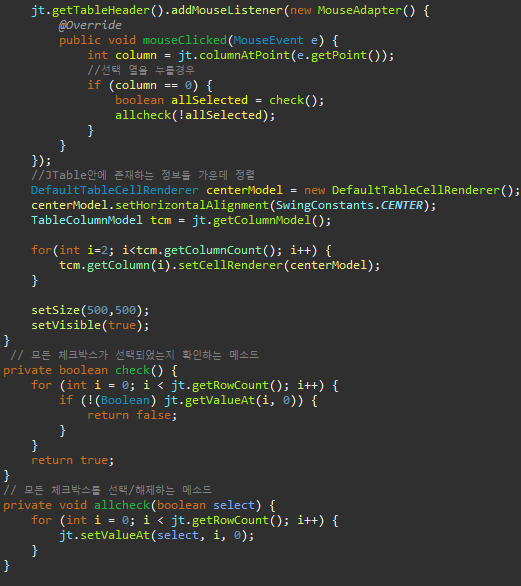 jt.getTableHeader().addMouseListener(new MouseAdapter() {
@Override
public void mouseClicked(MouseEvent e) {
int column = jt.columnAtPoint(e.getPoint());
//선택 열을 누를경우
if (column == 0) {
boolean allSelected = check();
allcheck(!allSelected);
}
}
});
//JTable안에 존재하는 정보들 가운데 정렬
DefaultTableCellRenderer centerModel = new DefaultTableCellRenderer();
centerModel.setHorizontalAlignment(SwingConstants.CENTER);
TableColumnModel tcm = jt.getColumnModel();
for(int i=2; i<tcm.getColumnCount(); i++) {
tcm.getColumn(i).setCellRenderer(centerModel);
}
setSize(500,500);
setVisible(true);
}
// 모든 체크박스가 선택되었는지 확인하는 메소드
private boolean check() {
for (int i = 0; i < jt.getRowCount(); i++) {
if (!(Boolean) jt.getValueAt(i, 0)) {
return false;
}
}
return true;
}
// 모든 체크박스를 선택/해제하는 메소드
private void allcheck(boolean select) {
for (int i = 0; i < jt.getRowCount(); i++) {
jt.setValueAt(select, i, 0);
}
}